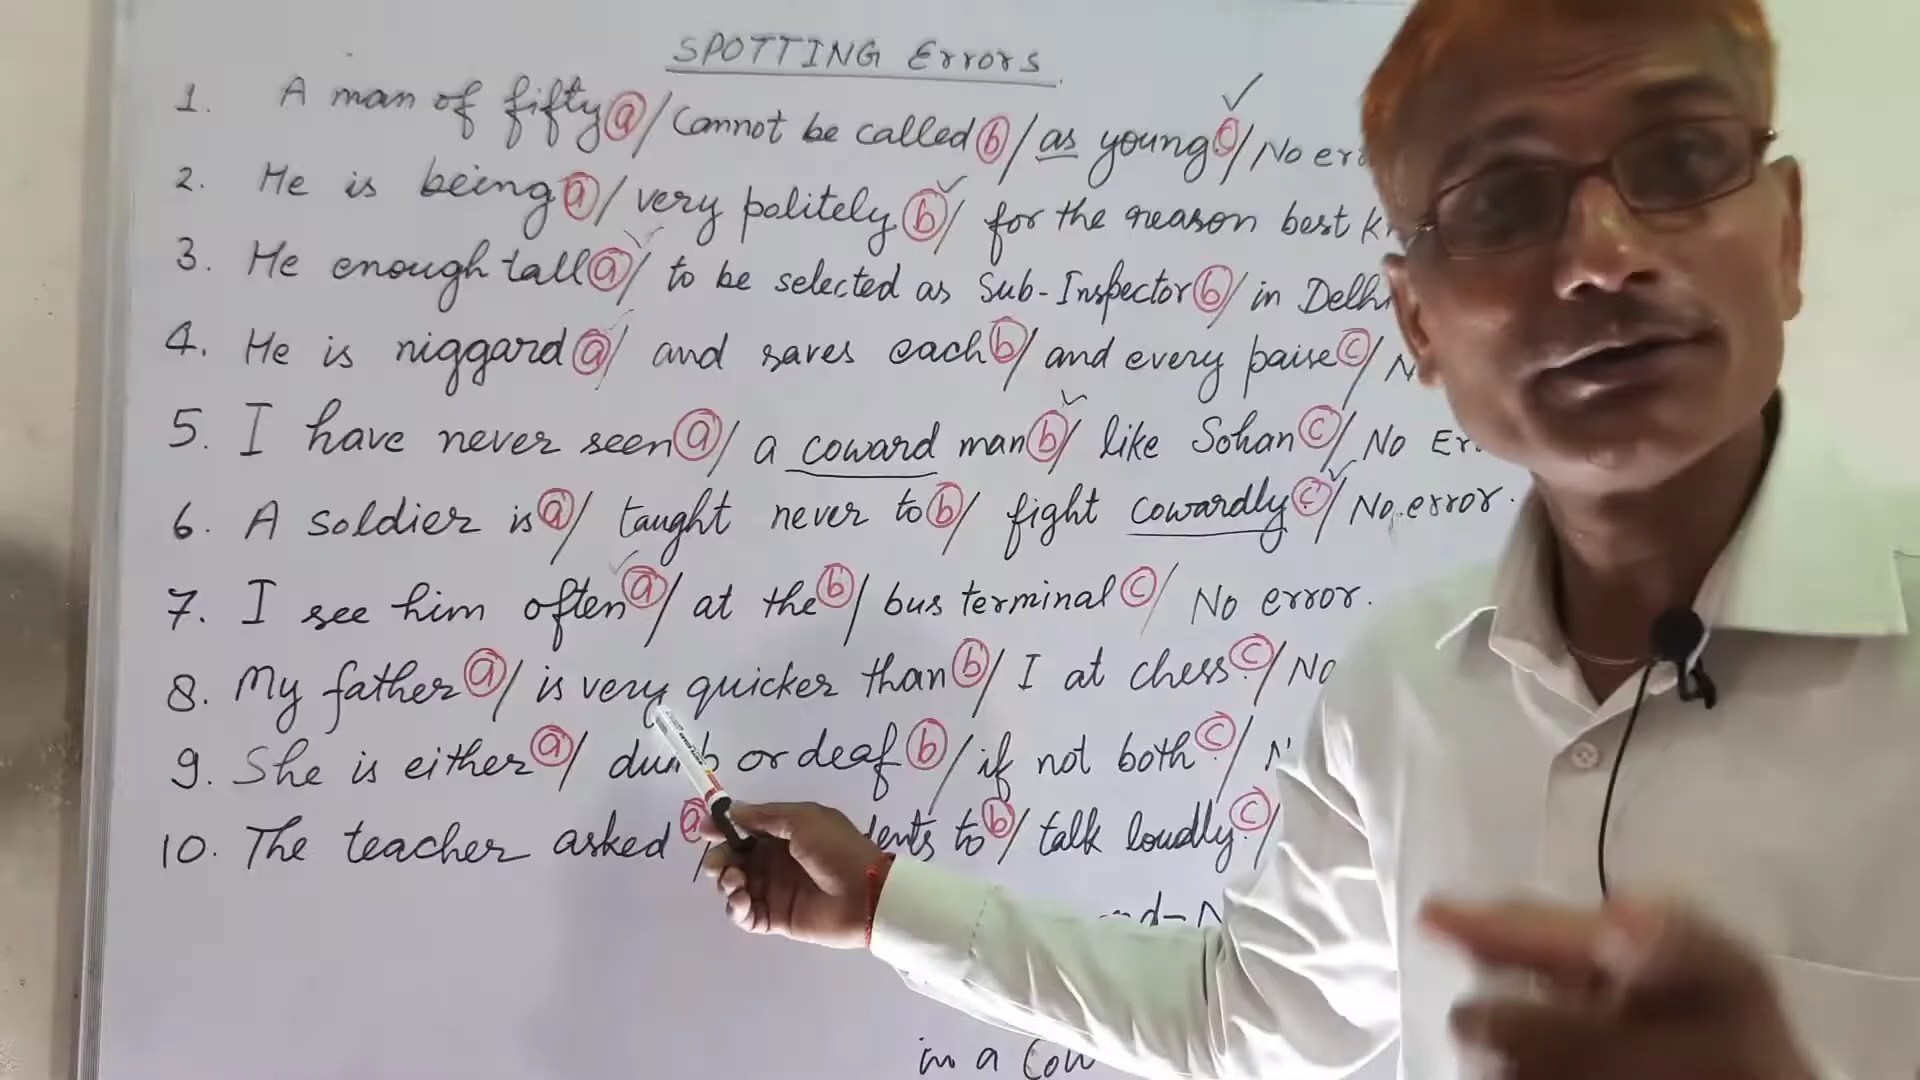 SPOTTING Errors
1. A man of fifty (a) / Cannot be called (b) / as young (c) / No
2. He is being (a) / very politely (b) / for the reason best
3. He enough tall (a) / to be selected as Sub-Inspector (b) / in Delhi
4. He is niggard (a) / and saves each (b) / and every paise (c) /
5. I have never seen (a) / a coward man (b) / like Sohan (c) / No
6. A soldier is (a) / taught never to (b) / fight cowardly (c) / No error.
7. I see him often (a) / at the (b) / bus terminal (c) / No error.
8. My father (a) / is very quicker than (b) / I at chess. (c) / No
9. She is either (a) / dumb or deaf (b) / if not both (c) /
10. The teacher asked (a) / to (b) / talk loudly. (c) /
in a